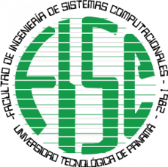 FACULTAD DE INGENIERÍA DE SISTEMAS COMPUTACIONALES - 1982 -
FISC
UNIVERSIDAD TECNOLÓGICA DE PANAMÁ